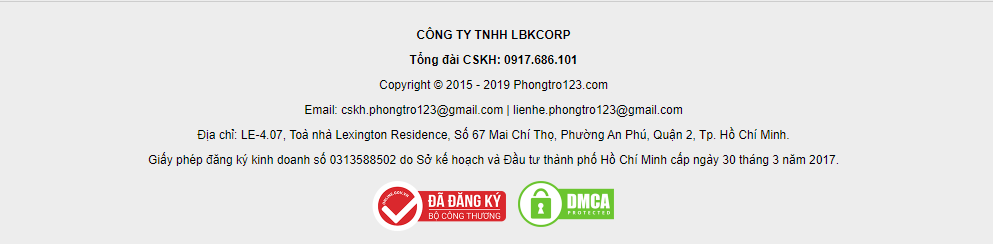 CÔNG TY TNHH LBKCORP
Tổng đài CSKH: 0917.686.101
Copyright © 2015 - 2019 Phongtro123.com
Email: cskh.phongtro123@gmail.com | lienhe.phongtro123@gmail.com
Địa chỉ: LE-4.07, Toà nhà Lexington Residence, Số 67 Mai Chí Thọ, Phường An Phú, Quận 2, Tp. Hồ Chí Minh.
Giấy phép đăng ký kinh doanh số 0313588502 do Sở kế hoạch và Đầu tư thành phố Hồ Chí Minh cấp ngày 30 tháng 3 năm 2017.
ĐÃ ĐĂNG KÝ
BỘ CÔNG THƯƠNG
DMCA
PROTECTED